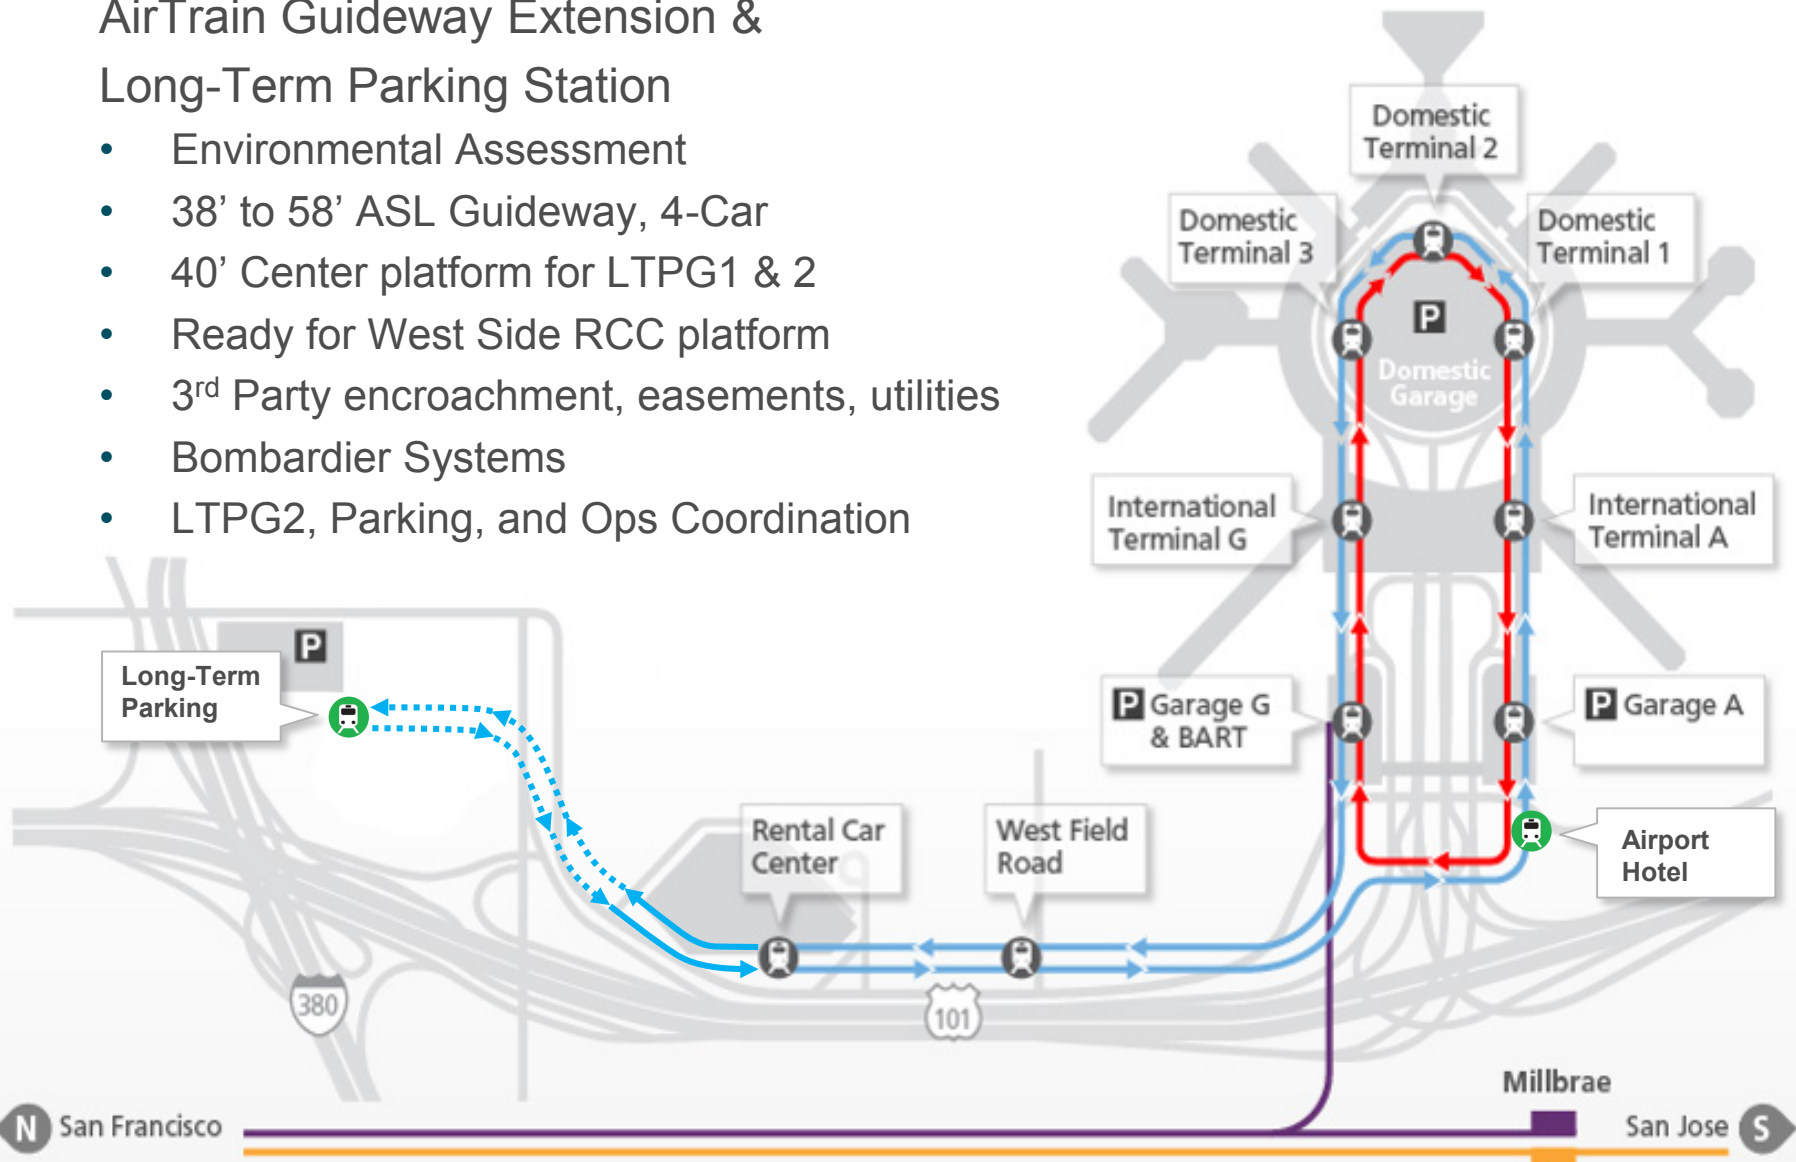 AirTrain Guideway Extension &
Long-Term Parking Station
• Environmental Assessment
• 38’ to 58’ ASL Guideway, 4-Car
• 40’ Center platform for LTPG1 & 2
• Ready for West Side RCC platform
• 3rd Party encroachment, easements, utilities
• Bombardier Systems
• LTPG2, Parking, and Ops Coordination
Domestic
Terminal 2
Domestic
Terminal 3
Domestic
Terminal 1
P
Domestic
Garage
International
Terminal G
International
Terminal A
P
Long-Term
Parking
P Garage G
& BART
P Garage A
Rental Car
Center
West Field
Road
Airport
Hotel
380
101
Millbrae
N San Francisco
San Jose S